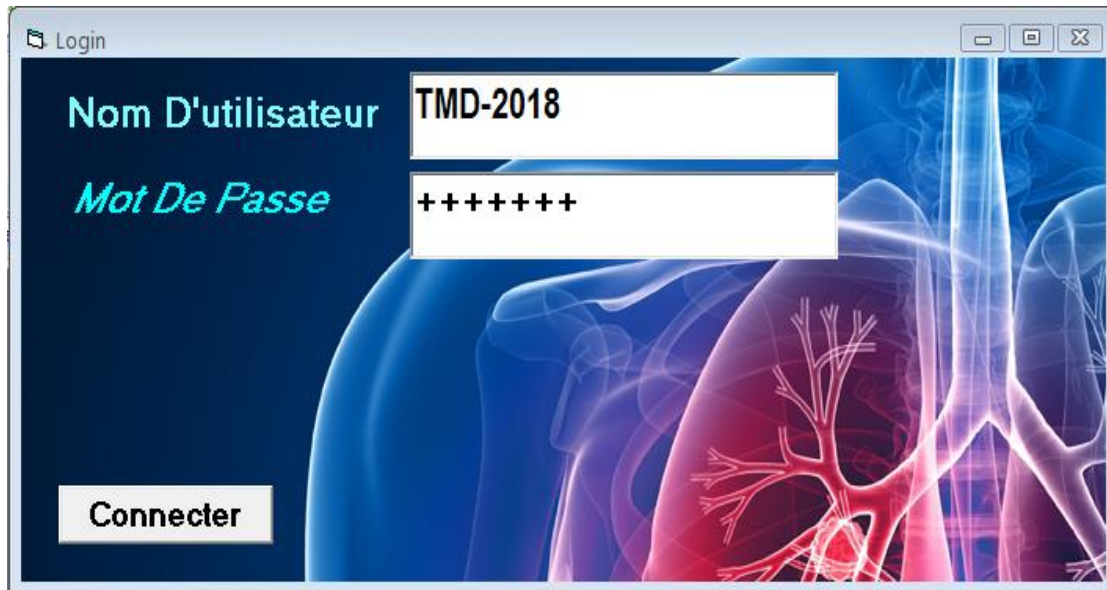 Login
Nom D'utilisateur
TMD-2018
Mot De Passe
+++++++
Connecter